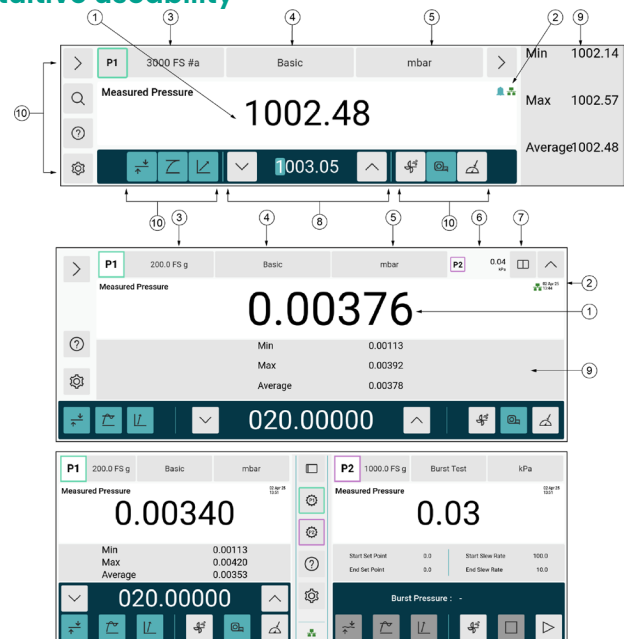 1 3 4 5 2 9
P1 3000 FS #a Basic mbar
Min 1002.14
Measured Pressure
1002.48
Max 1002.57
10
Average 1002.48
1003.05
10 8 10
3 4 5 6 7
P1 200.0 FS g Basic mbar P2 0.04 kPa
Measured Pressure
2
0.00376
1
Min 0.00113
Max 0.00392
9
Average 0.00378
020.00000
P1 200.0 FS g Basic mbar
P2 1000.0 FS g Burst Test kPa
Measured Pressure
Measured Pressure
0.00340
0.03
P1
P2
Min 0.00113
Max 0.00420
Average 0.00353
Start Set Point 0.0 Start Slew Rate 100.0
End Set Point 0.0 End Slew Rate 10.0
020.00000
Burst Pressure : -